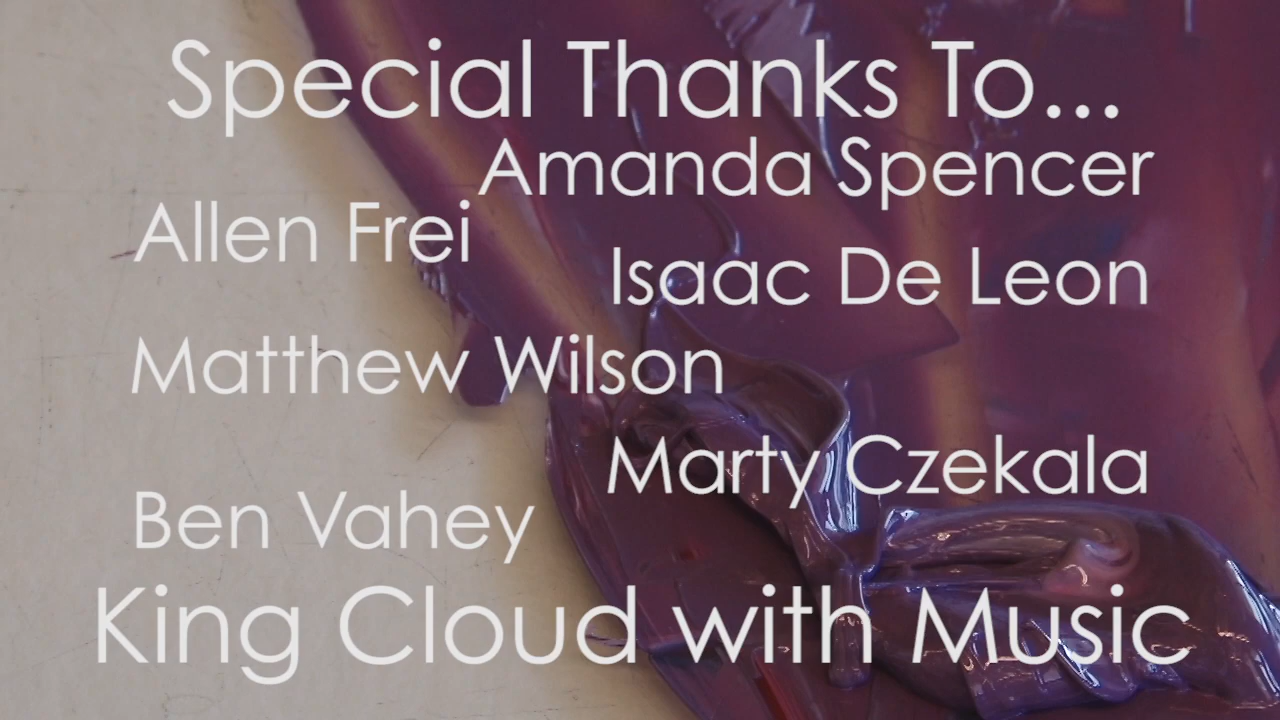 Special Thanks To...
Amanda Spencer
Allen Frei
Isaac De Leon
Matthew Wilson
Marty Czekala
Ben Vahey
King Cloud with Music